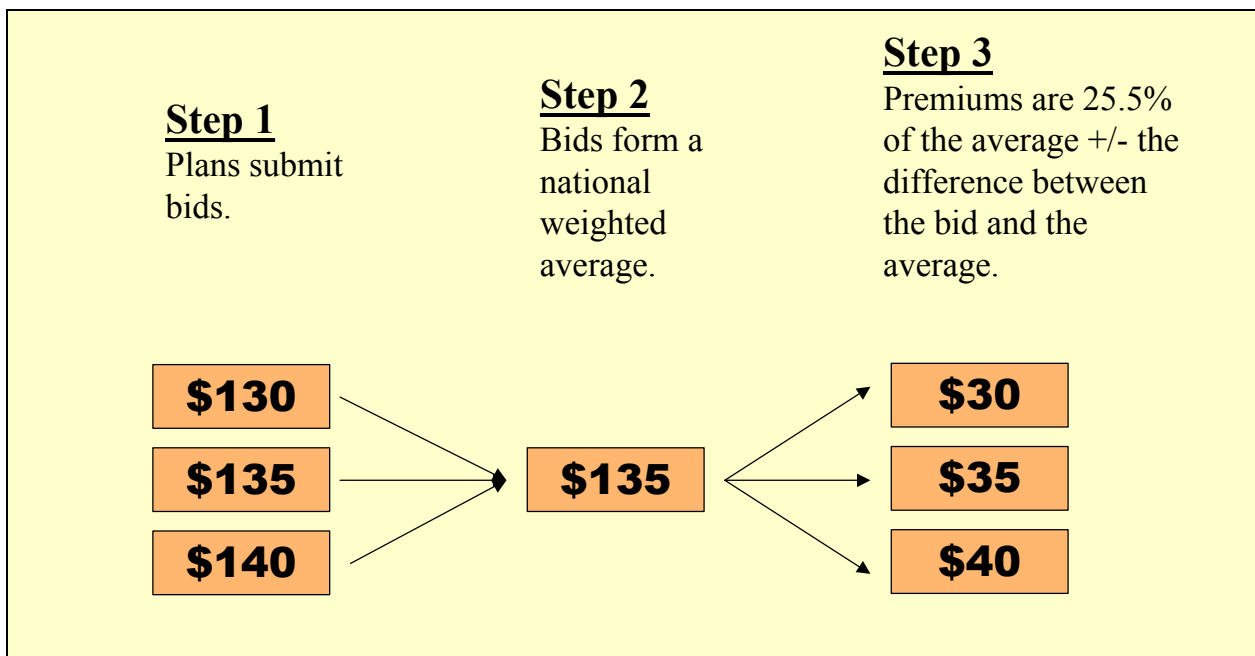 Step 1
Plans submit
bids.
Step 2
Bids form a
national
weighted
average.
Step 3
Premiums are 25.5%
of the average +/- the
difference between
the bid and the
average.
$130
$135
$140
$135
$30
$35
$40